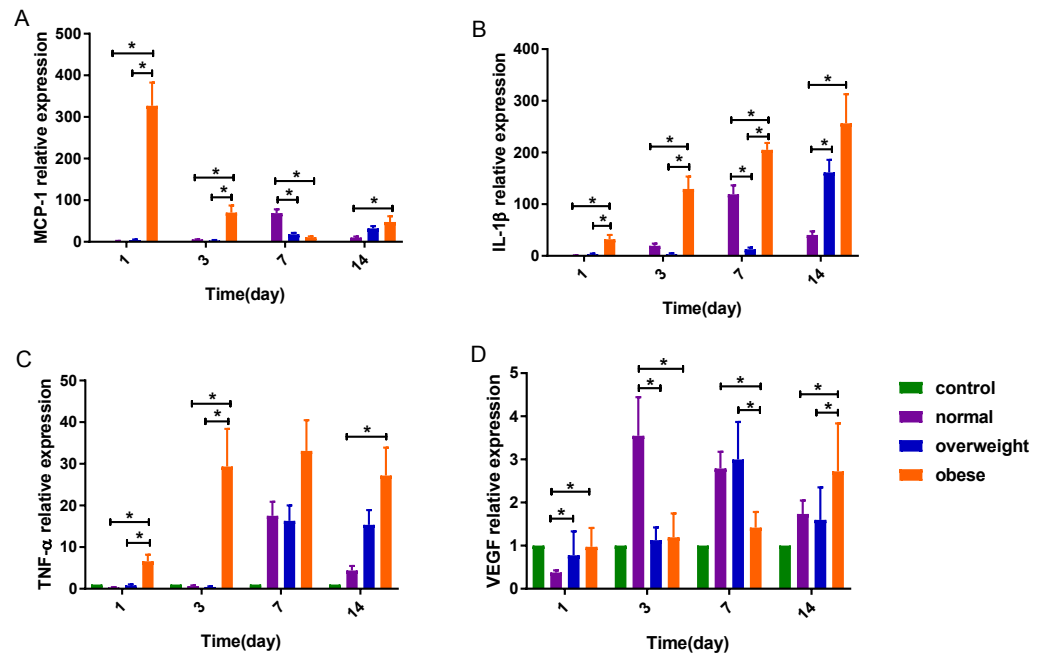 A
MCP-1 relative expression
500
400
300
200
100
0
* * * * * * *
1 3 7 14
Time(day)
B
IL-1β relative expression
400
300
200
100
0
* * * * * * * * *
1 3 7 14
Time(day)
C
TNF-α relative expression
50
40
30
20
10
0
* * * * *
1 3 7 14
Time(day)
D
VEGF relative expression
5
4
3
2
1
0
* * * * * * * *
1 3 7 14
Time(day)
control
normal
overweight
obese